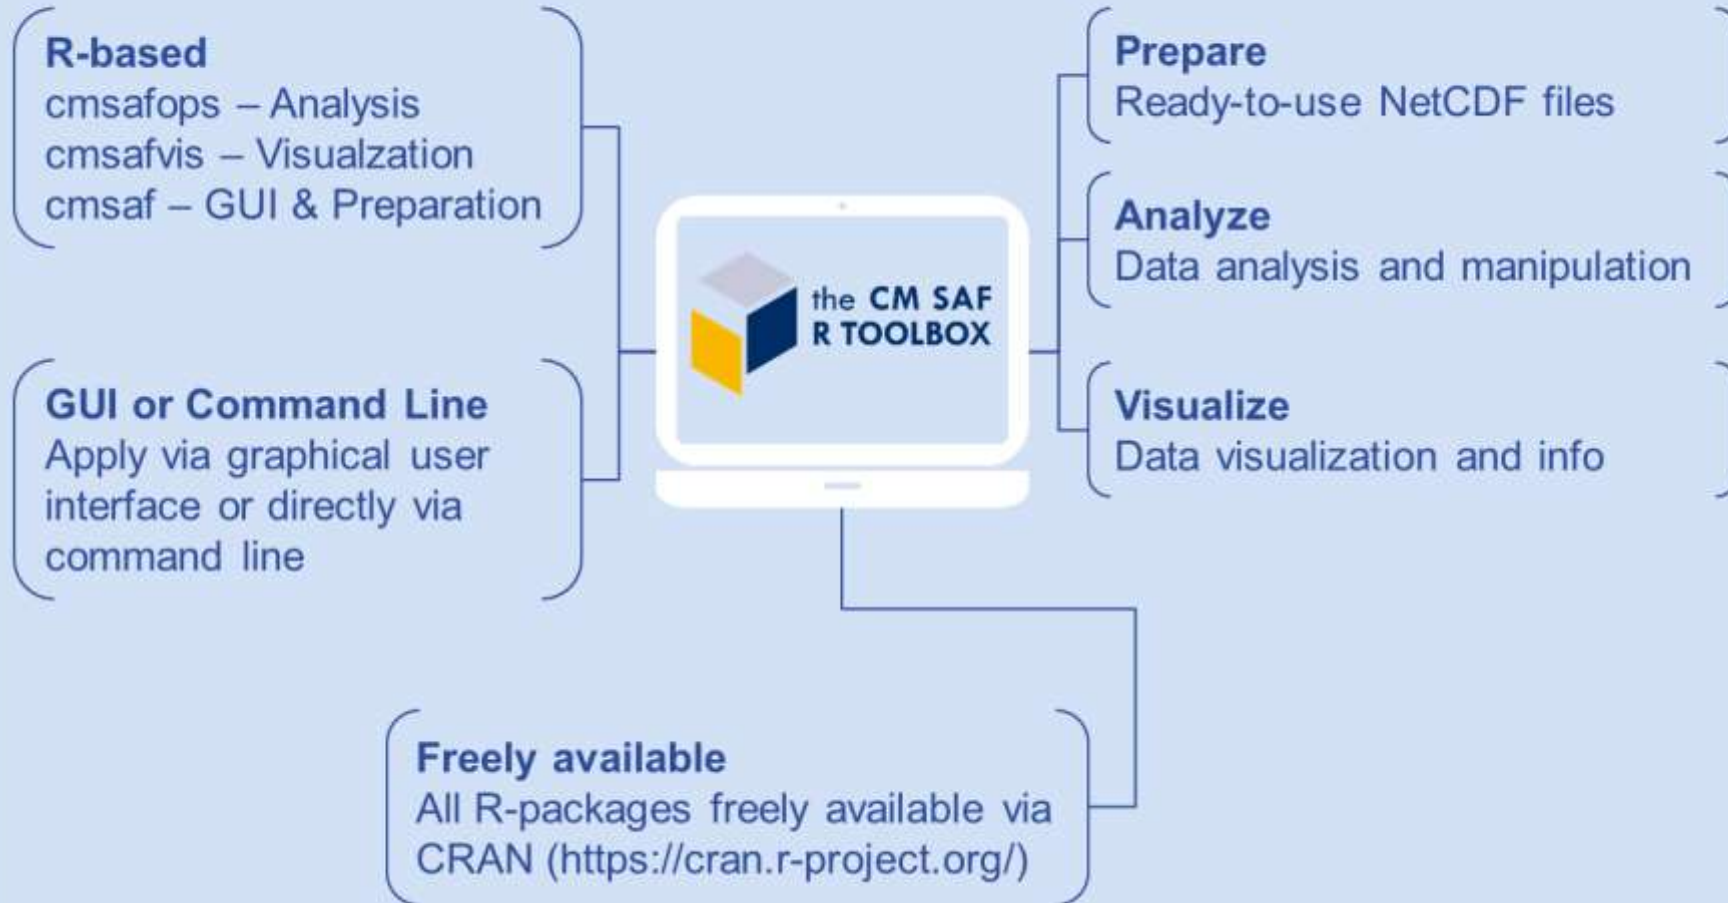 R-based
cmsafops – Analysis
cmsafvis – Visualzation
cmsaf – GUI & Preparation
GUI or Command Line
Apply via graphical user
interface or directly via
command line
the CM SAF
R TOOLBOX
Prepare
Ready-to-use NetCDF files
Analyze
Data analysis and manipulation
Visualize
Data visualization and info
Freely available
All R-packages freely available via
CRAN (https://cran.r-project.org/)